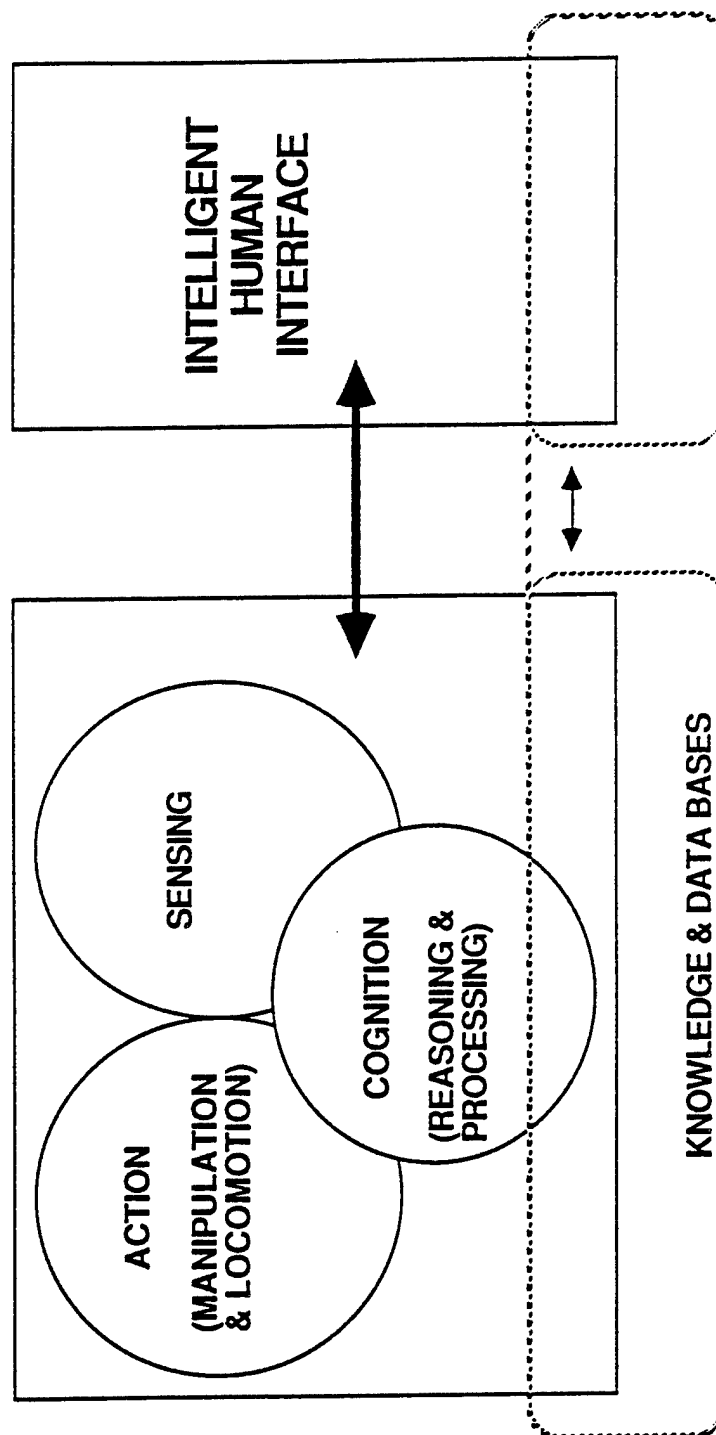 ACTION
(MANIPULATION
& LOCOMOTION)
SENSING
COGNITION
(REASONING &
PROCESSING)
INTELLIGENT
HUMAN
INTERFACE
KNOWLEDGE & DATA BASES